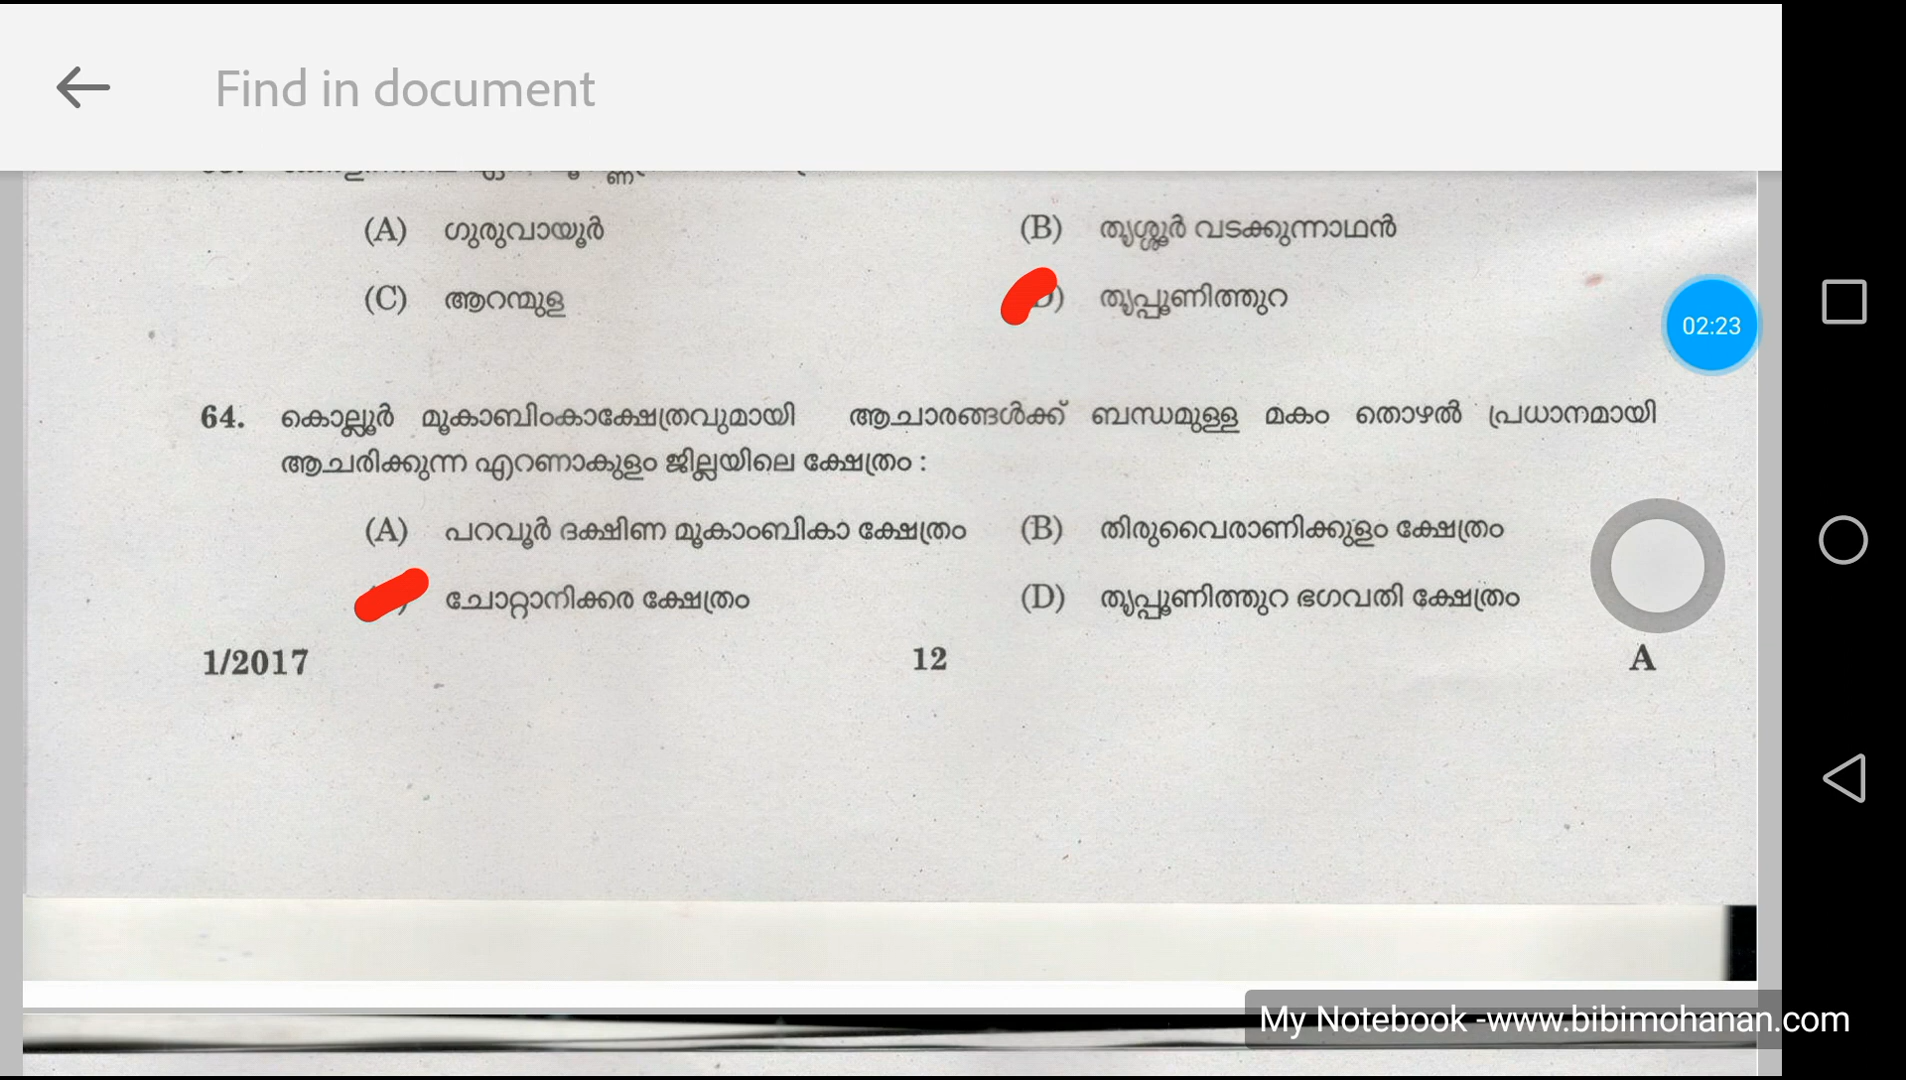 Find in document
(A) ഗുരുവായൂർ (B) തൃശ്ശൂർ വടക്കുന്നാഥൻ
(C) ആറന്മുള തൃപ്പൂണിത്തുറ
02:23
64. കൊല്ലൂർ മൂകാബിംകാക്ഷേത്രവുമായി ആചാരങ്ങൾക്ക് ബന്ധമുള്ള മകം തൊഴൽ പ്രധാനമായി
ആചരിക്കുന്ന എറണാകുളം ജില്ലയിലെ ക്ഷേത്രം :
(A) പറവൂർ ദക്ഷിണ മൂകാംബികാ ക്ഷേത്രം (B) തിരുവൈരാണിക്കുളം ക്ഷേത്രം
ചോറ്റാനിക്കര ക്ഷേത്രം (D) തൃപ്പൂണിത്തുറ ഭഗവതി ക്ഷേത്രം
1/2017 12 A
My Notebook -www.bibimohanan.com